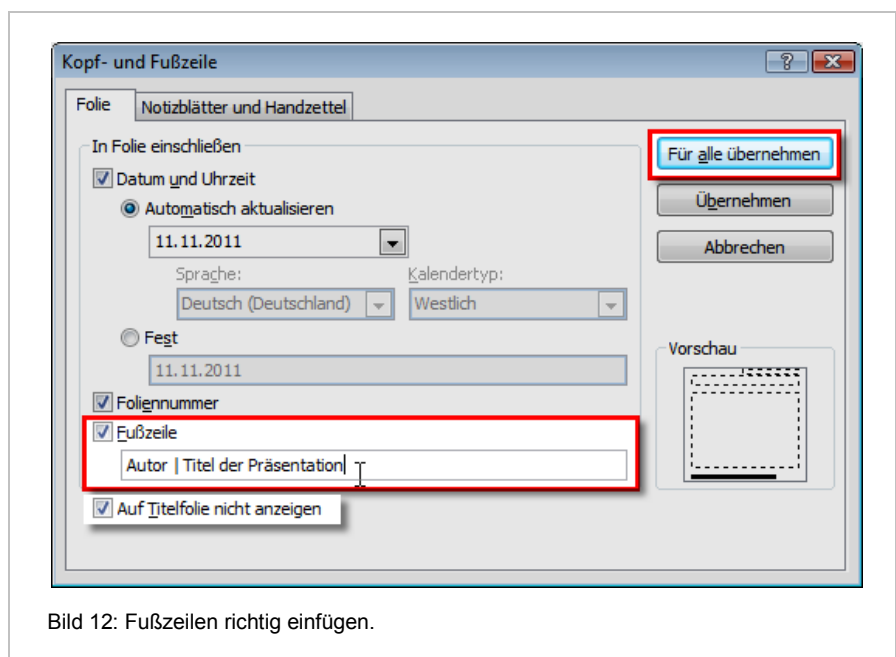 Kopf- und Fußzeile
Folie Notizblätter und Handzettel
In Folie einschließen
Datum und Uhrzeit
Automatisch aktualisieren
11.11.2011
Sprache: Kalendertyp:
Deutsch (Deutschland) Westlich
Fest
11.11.2011
Foliennummer
Fußzeile
Autor | Titel der Präsentation
Auf Titelfolie nicht anzeigen
Für alle übernehmen
Übernehmen
Abbrechen
Vorschau
Bild 12: Fußzeilen richtig einfügen.